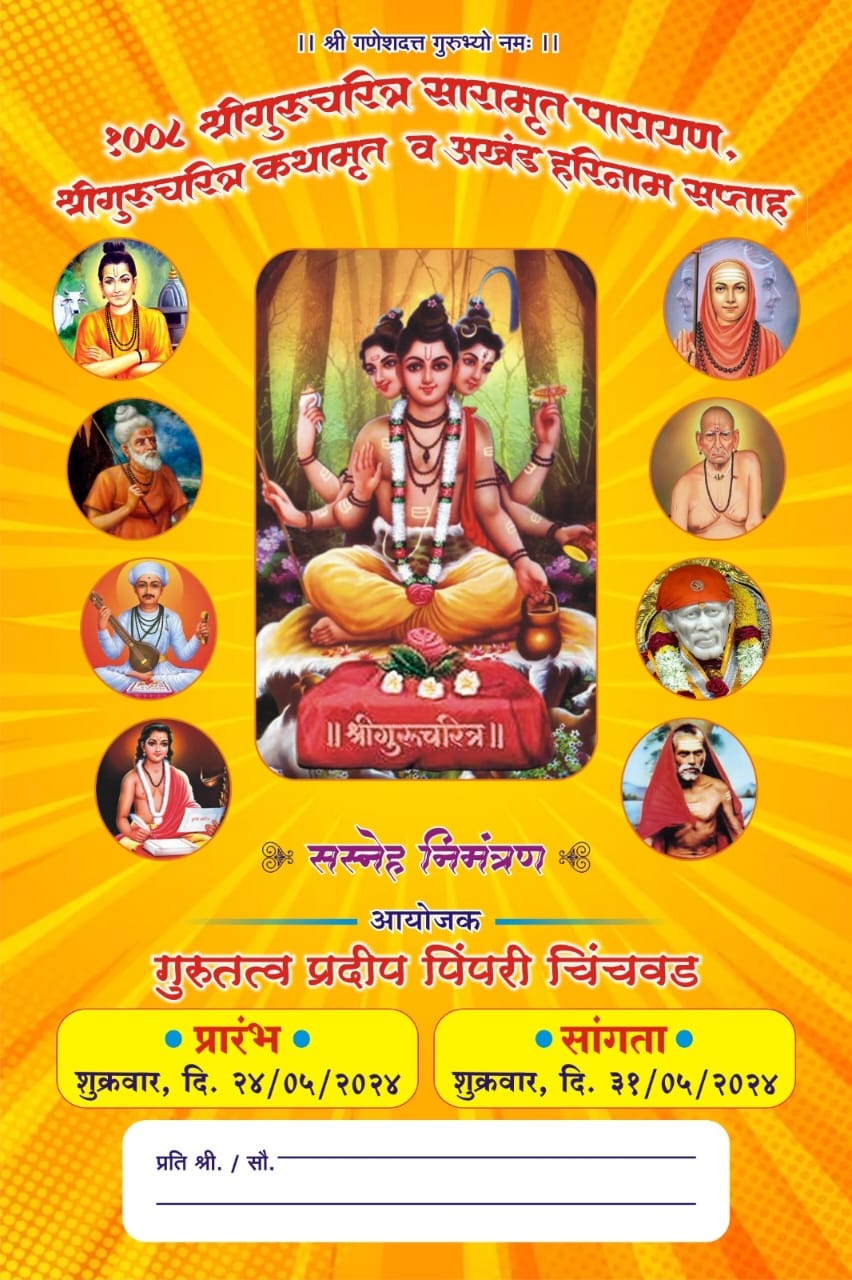 || श्री गणेशदत्त गुरुभ्यो नमः ||
१००८ श्रीगुरुचरित्र सारामृत पारायण,
श्रीगुरुचरित्र कथामृत व अखंड हरिनाम सप्ताह
|| श्रीगुरूचरित्र ||
सस्नेह निमंत्रण
आयोजक
गुरुतत्व प्रदीप पिंपरी चिंचवड
• प्रारंभ •
शुक्रवार, दि. २४/०५/२०२४
• सांगता •
शुक्रवार, दि. ३१/०५/२०२४
प्रति श्री. / सौ.